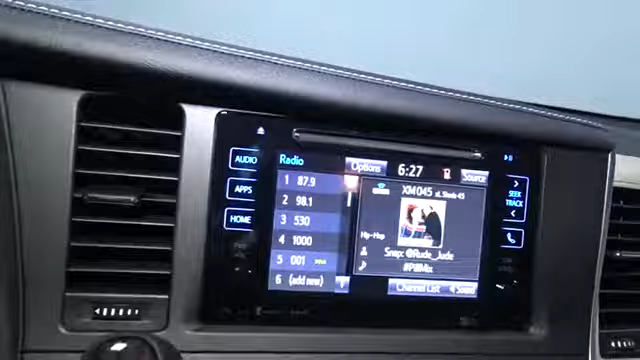 AUDIO
APPS
HOME
Radio
1 87.9
2 98.1
3 530
4 1000
5 001
6 (add new)
Options
6:27
Source
XM045
Hip-Hop
Snap: @Rude_Jude
Channel List
Sound
SEEK
TRACK